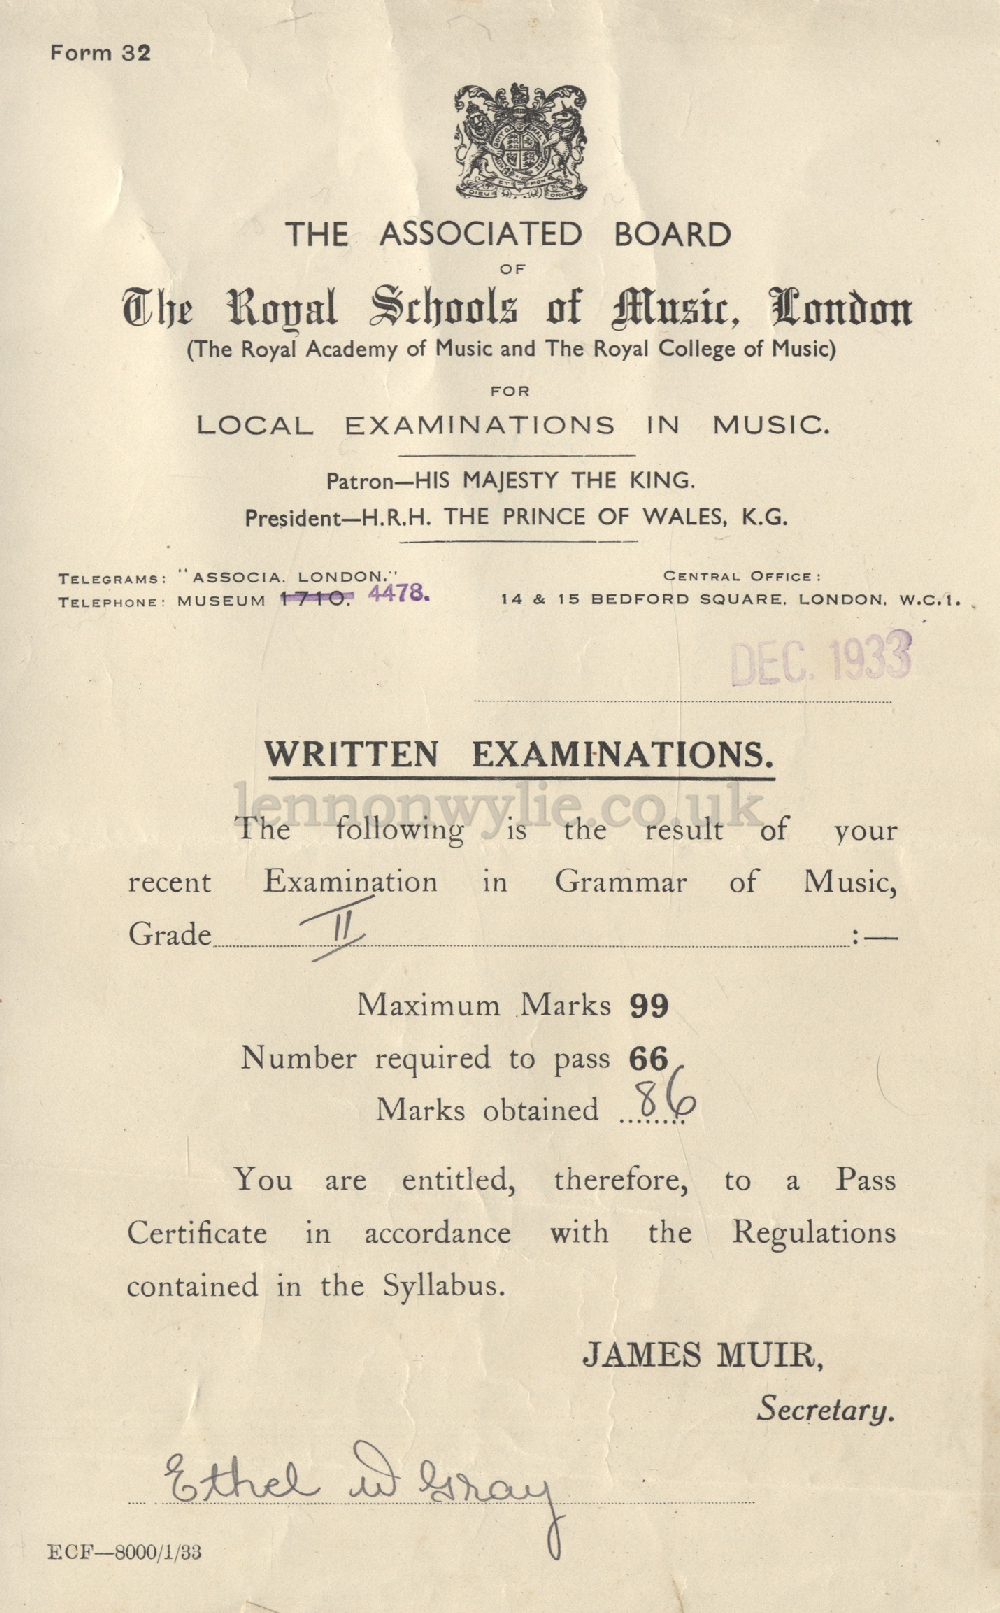 Form 32
THE ASSOCIATED BOARD
OF
The Royal Schools of Music, London
(The Royal Academy of Music and The Royal College of Music)
FOR
LOCAL EXAMINATIONS IN MUSIC.
Patron—HIS MAJESTY THE KING.
President—H.R.H. THE PRINCE OF WALES, K.G.
TELEGRAMS: "ASSOCIA. LONDON."
TELEPHONE: MUSEUM 1710. 4478.
CENTRAL OFFICE:
14 & 15 BEDFORD SQUARE, LONDON, W.C.1.
DEC. 1933
WRITTEN EXAMINATIONS.
lennonwylie.co.uk
The following is the result of your
recent Examination in Grammar of Music,
Grade II :—
Maximum Marks 99
Number required to pass 66
Marks obtained 86
You are entitled, therefore, to a Pass
Certificate in accordance with the Regulations
contained in the Syllabus.
JAMES MUIR,
Secretary.
Ethel W Gray
ECF—8000/1/33